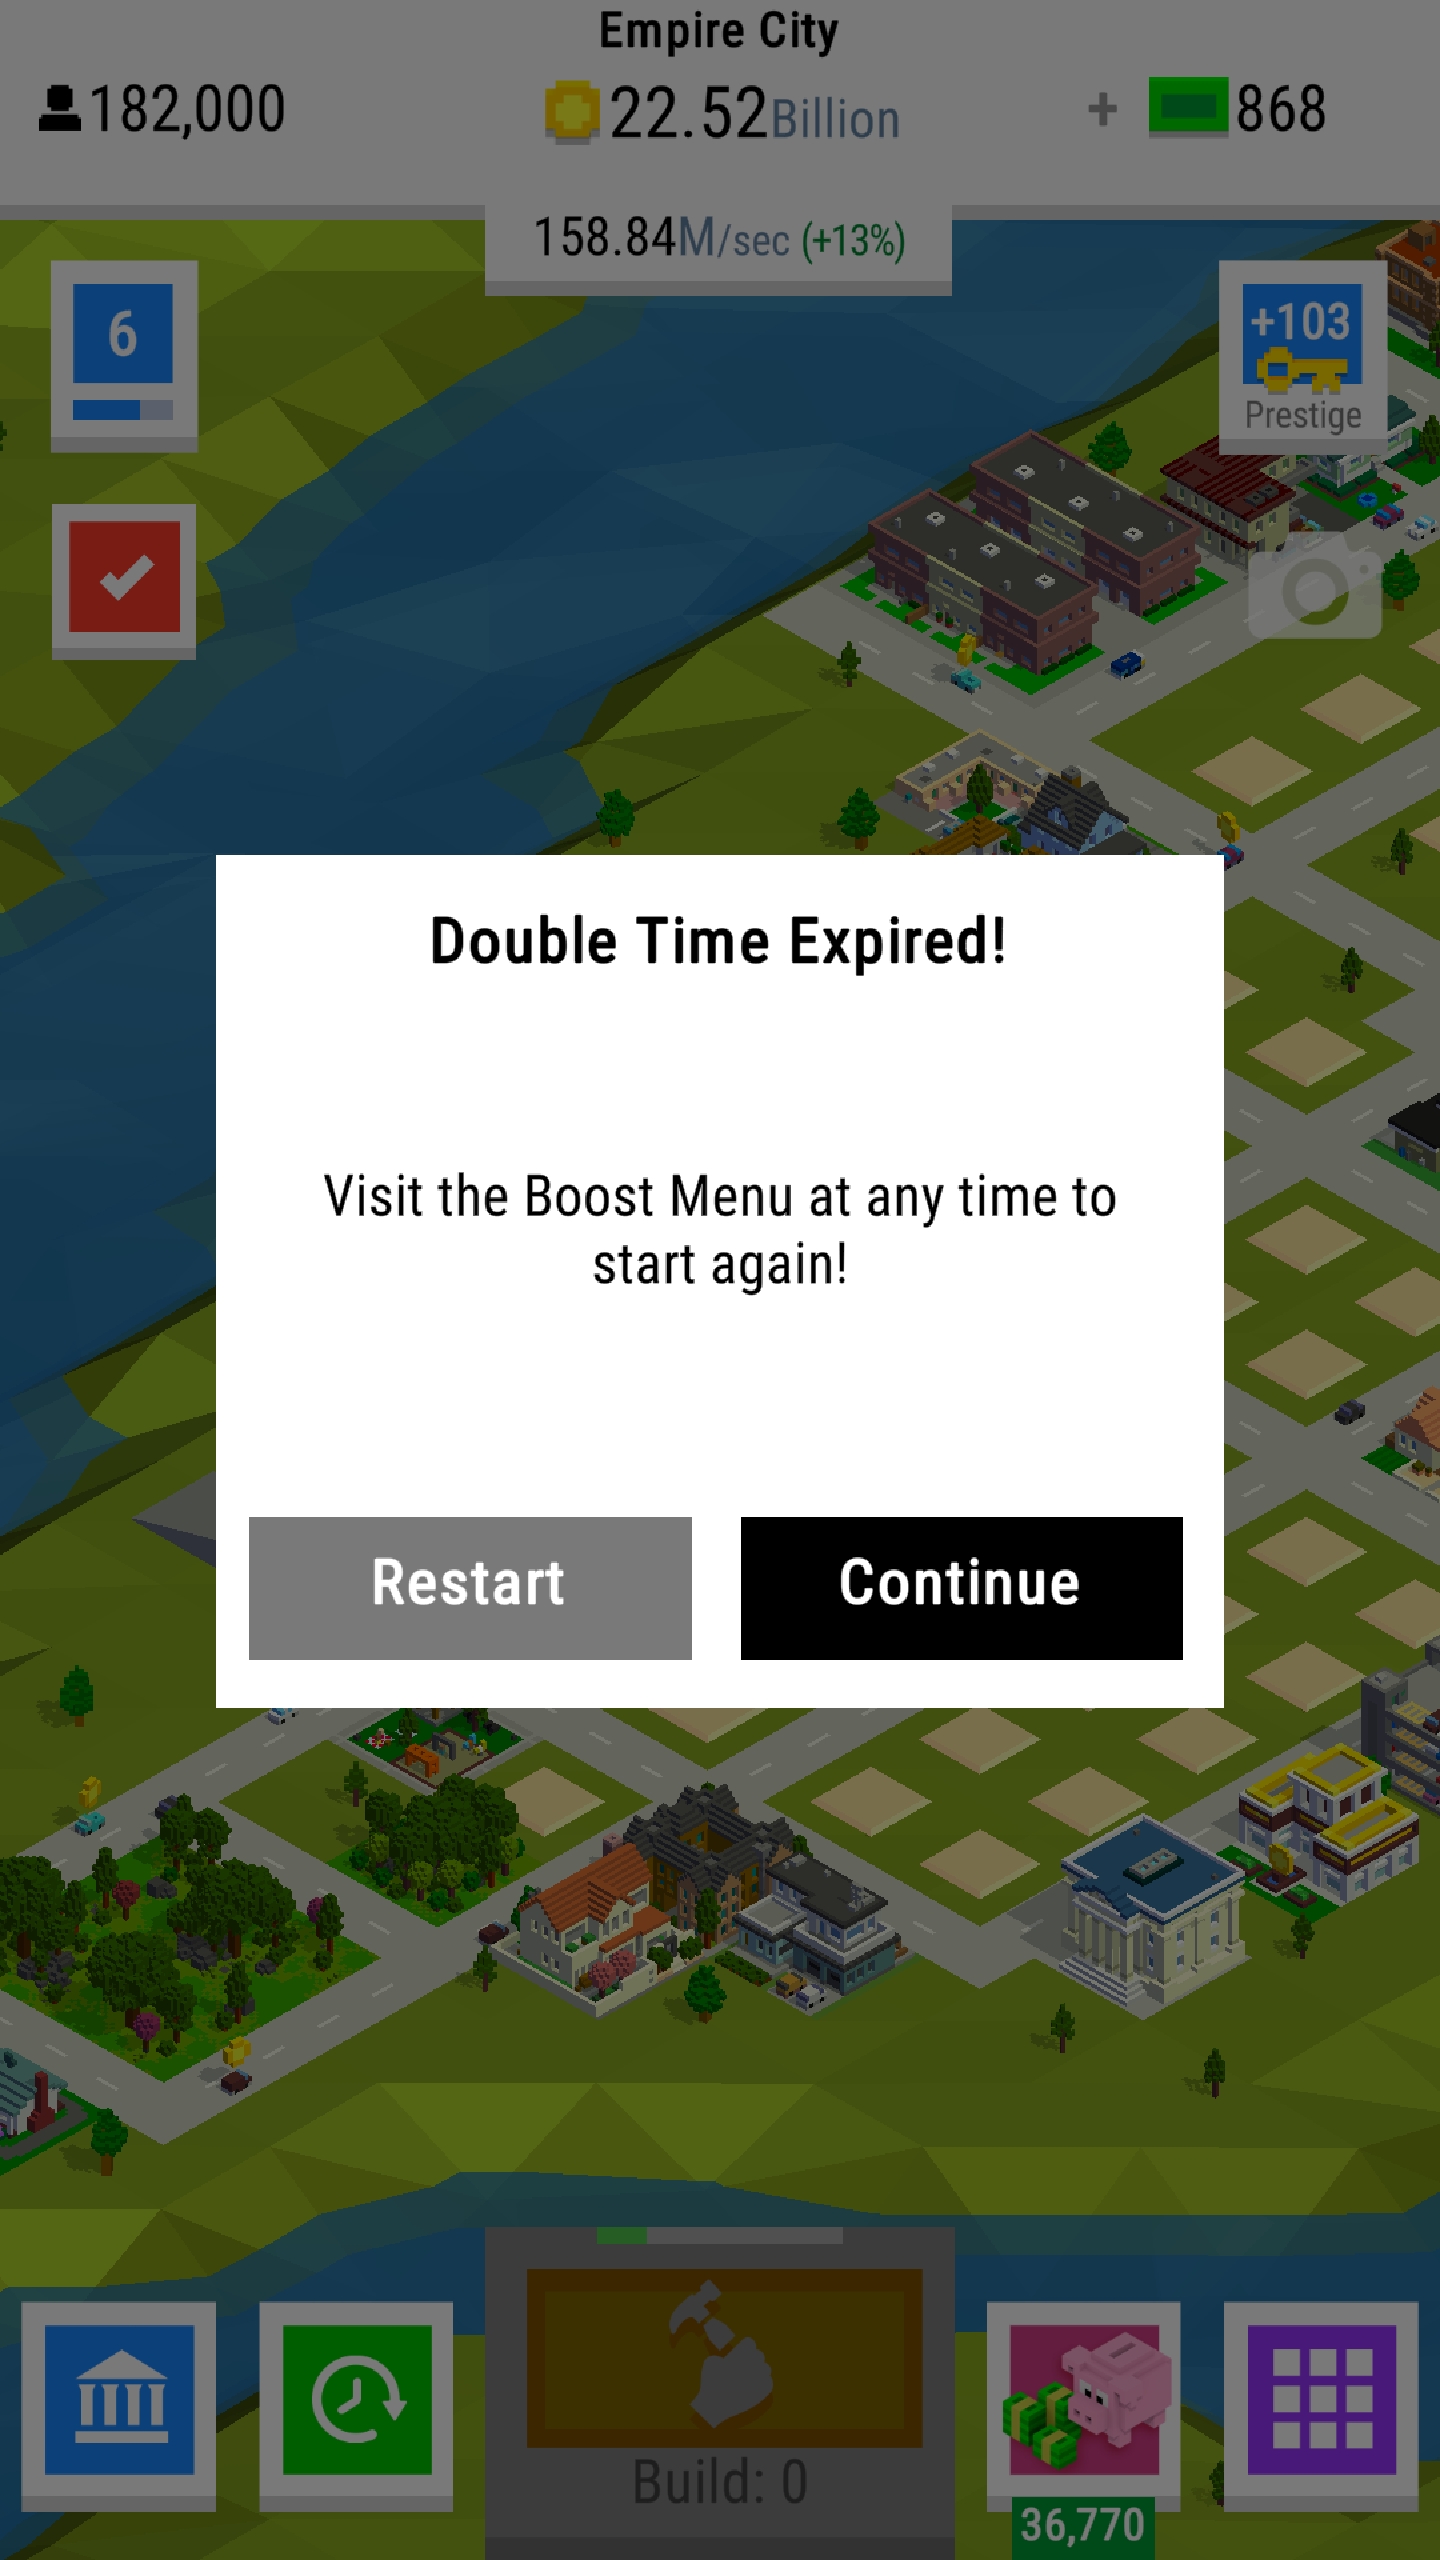 Empire City
182,000
22.52Billion
+ 868
158.84M/sec (+13%)
6
+103
Prestige
Double Time Expired!
Visit the Boost Menu at any time to
start again!
Restart
Continue
Build: 0
36,770